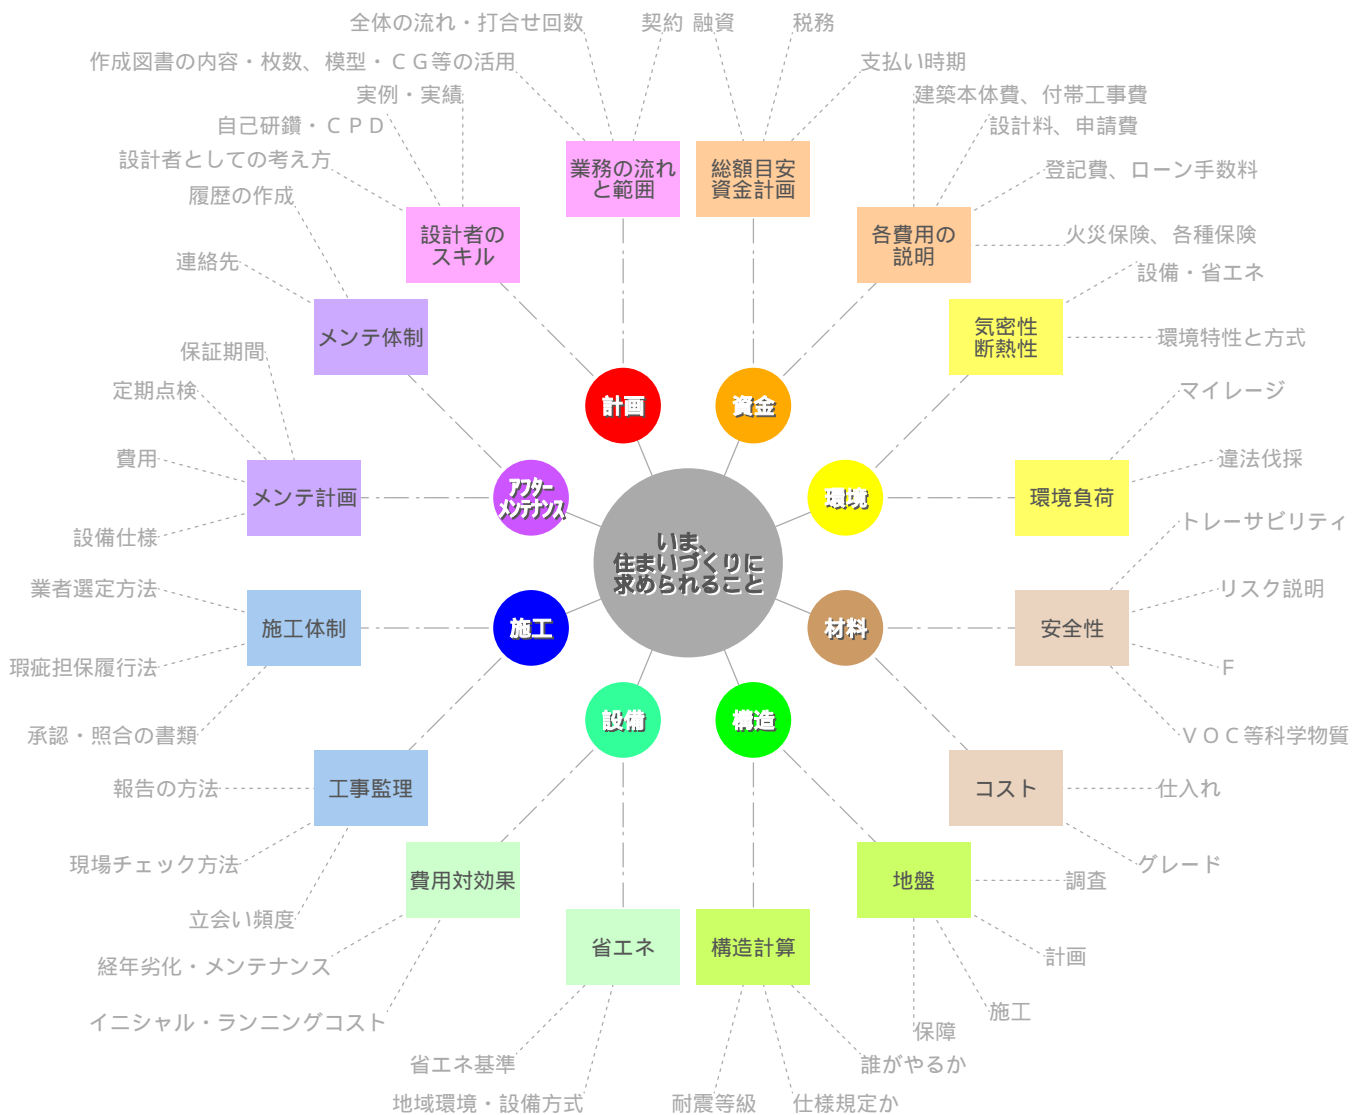 全体の流れ・打合せ回数
契約
融資
税務
作成図書の内容・枚数、模型・ＣＧ等の活用
支払い時期
実例・実績
建築本体費、付帯工事費
自己研鑽・ＣＰＤ
設計料、申請費
設計者としての考え方
業務の流れ
と範囲
総額目安
資金計画
登記費、ローン手数料
履歴の作成
設計者の
スキル
各費用の
説明
火災保険、各種保険
連絡先
設備・省エネ
メンテ体制
気密性
断熱性
環境特性と方式
保証期間
定期点検
マイレージ
計画
資金
費用
違法伐採
メンテ計画
アフター
メンテナンス
環境
環境負荷
設備仕様
トレーサビリティ
いま、
住まいづくりに
求められること
業者選定方法
リスク説明
施工体制
施工
材料
安全性
瑕疵担保履行法
Ｆ
承認・照合の書類
設備
構造
ＶＯＣ等科学物質
報告の方法
工事監理
コスト
仕入れ
現場チェック方法
グレード
費用対効果
地盤
調査
立会い頻度
省エネ
構造計算
経年劣化・メンテナンス
計画
イニシャル・ランニングコスト
施工
保障
省エネ基準
誰がやるか
地域環境・設備方式
耐震等級
仕様規定か